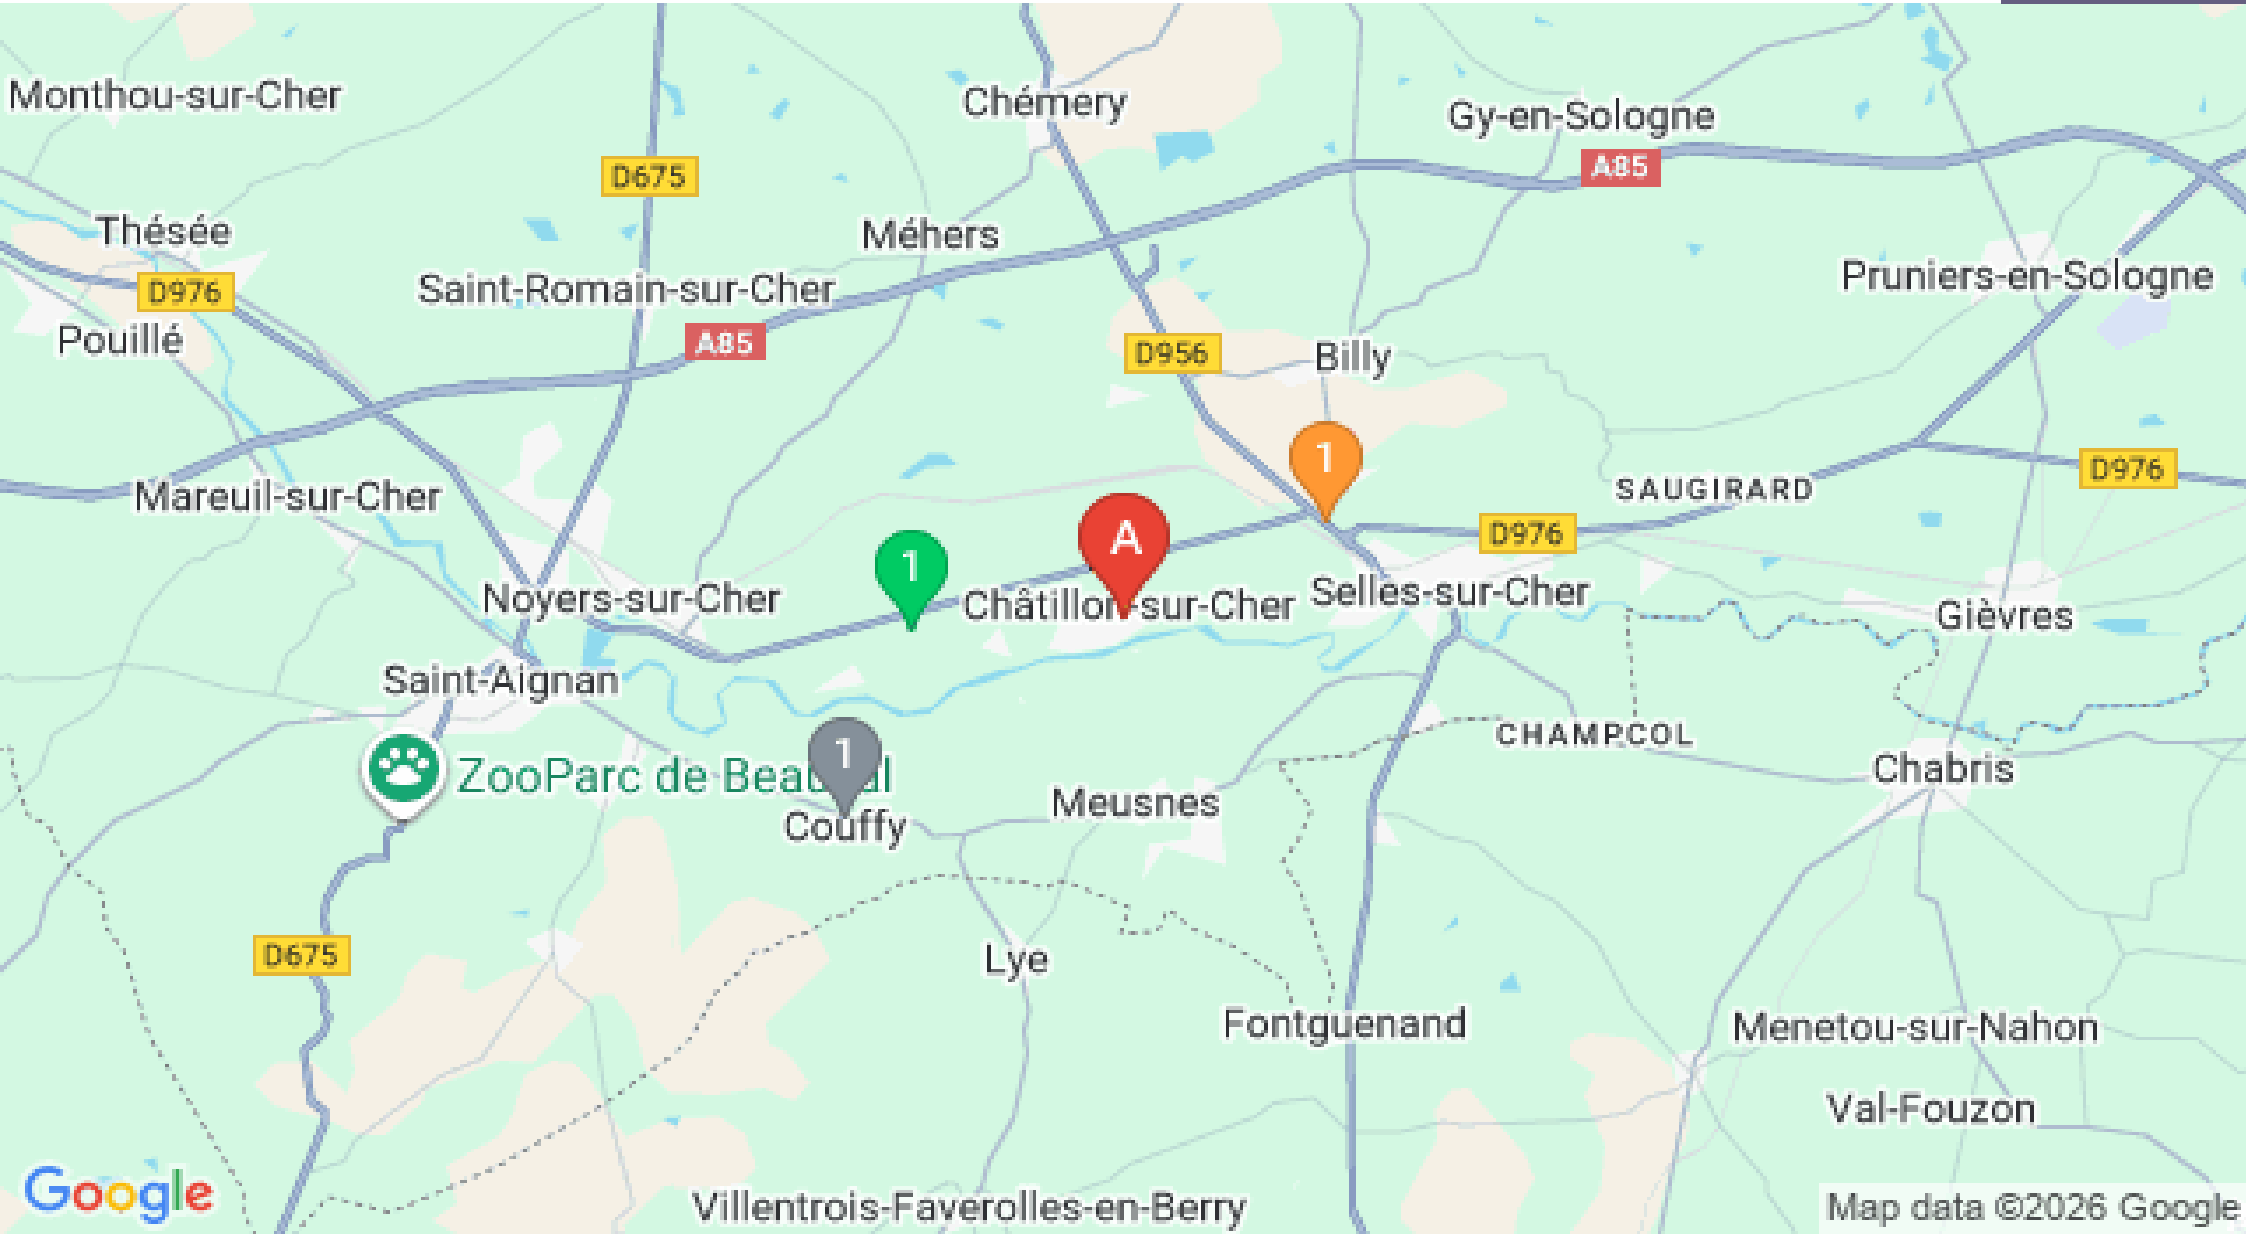 Monthou-sur-Cher
Chémery
Gy-en-Sologne
A85
D675
Thésée
Méhers
Pruniers-en-Sologne
D976
Saint-Romain-sur-Cher
Pouillé
A85
D956
Billy
1
D976
Mareuil-sur-Cher
SAUGIRARD
A
D976
1
Noyers-sur-Cher
Châtillon-sur-Cher
Selles-sur-Cher
Gièvres
Saint-Aignan
CHAMPCOL
1
ZooParc de Beauval
Chabris
Meusnes
Couffy
D675
Lye
Fontguenand
Menetou-sur-Nahon
Val-Fouzon
Google
Villentrois-Faverolles-en-Berry
Map data ©2026 Google